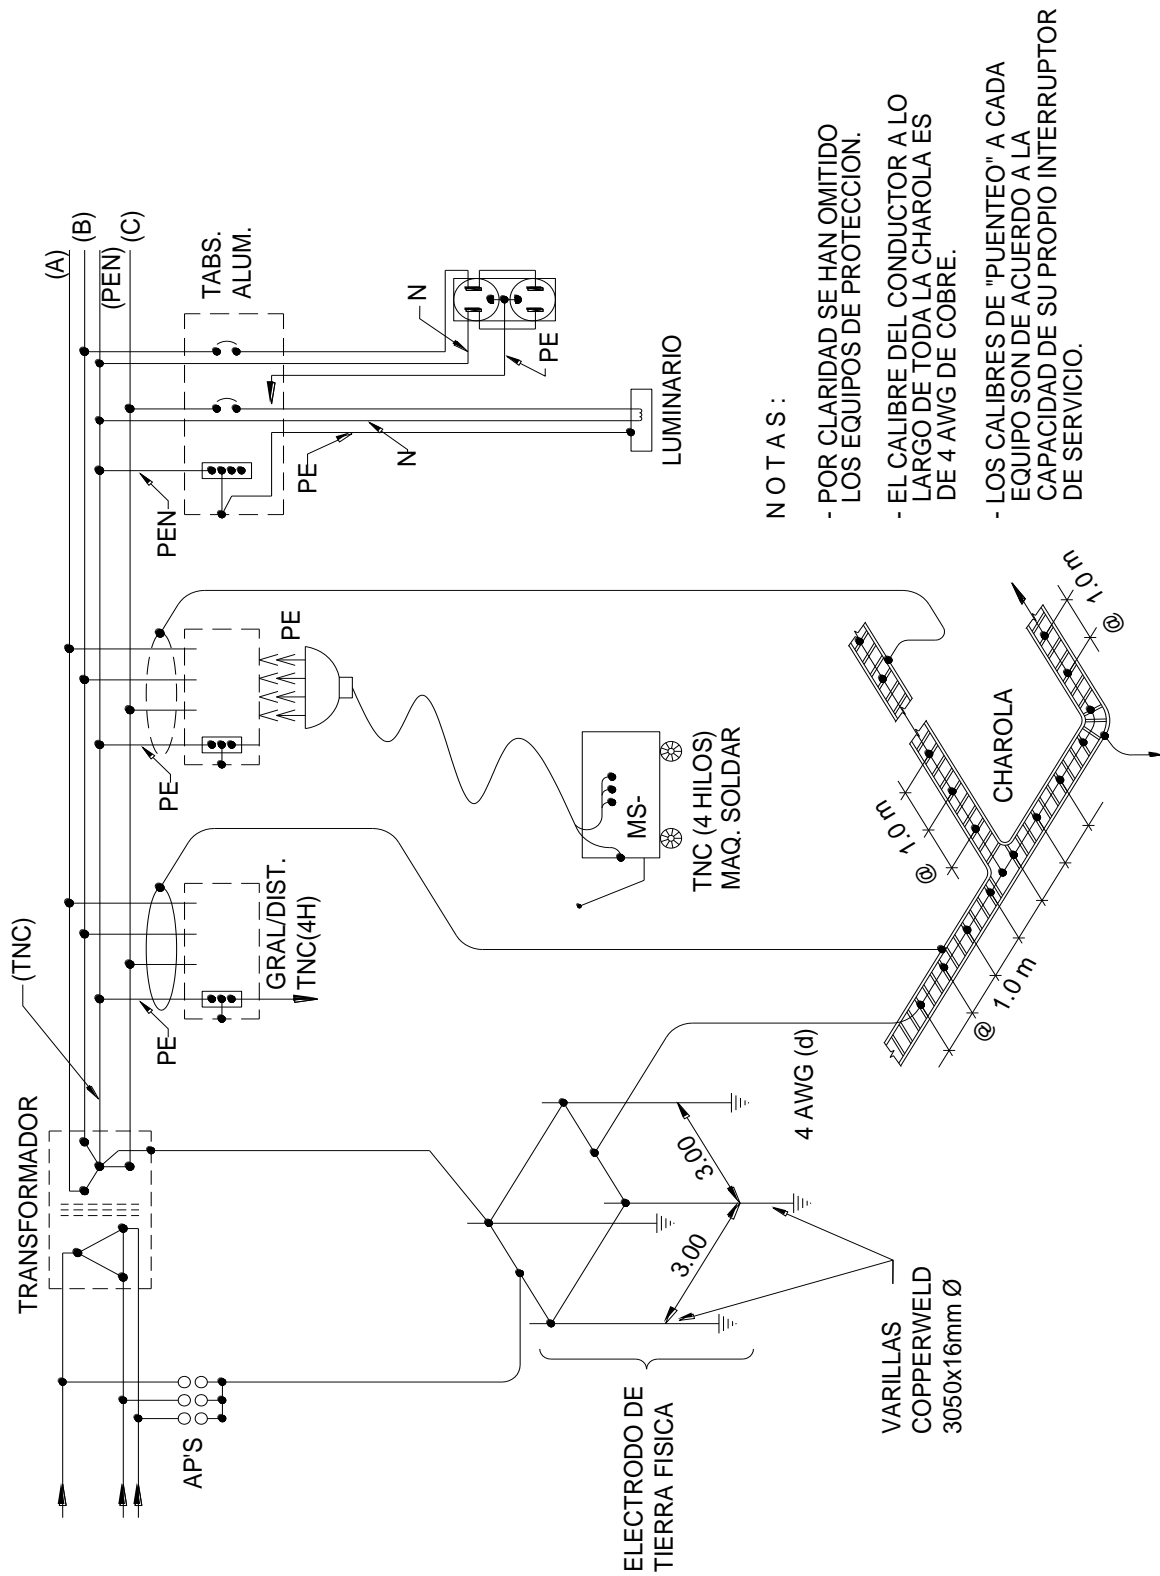 TRANSFORMADOR
(TNC)
(A)
(B)
(PEN)
(C)
AP'S
PE
GRAL/DIST.
TNC(4H)
PE
PE
PEN
TABS.
ALUM.
PE
N
N
PE
LUMINARIO
MS-
TNC (4 HILOS)
MAQ. SOLDAR
ELECTRODO DE
TIERRA FISICA
3.00
3.00
4 AWG (d)
VARILLAS
COPPERWELD
3050x16mm Ø
@ 1.0 m
@ 1.0 m
@ 1.0 m
CHAROLA
N O T A S :
- POR CLARIDAD SE HAN OMITIDO
LOS EQUIPOS DE PROTECCION.
- EL CALIBRE DEL CONDUCTOR A LO
LARGO DE TODA LA CHAROLA ES
DE 4 AWG DE COBRE.
- LOS CALIBRES DE "PUENTEO" A CADA
EQUIPO SON DE ACUERDO A LA
CAPACIDAD DE SU PROPIO INTERRUPTOR
DE SERVICIO.